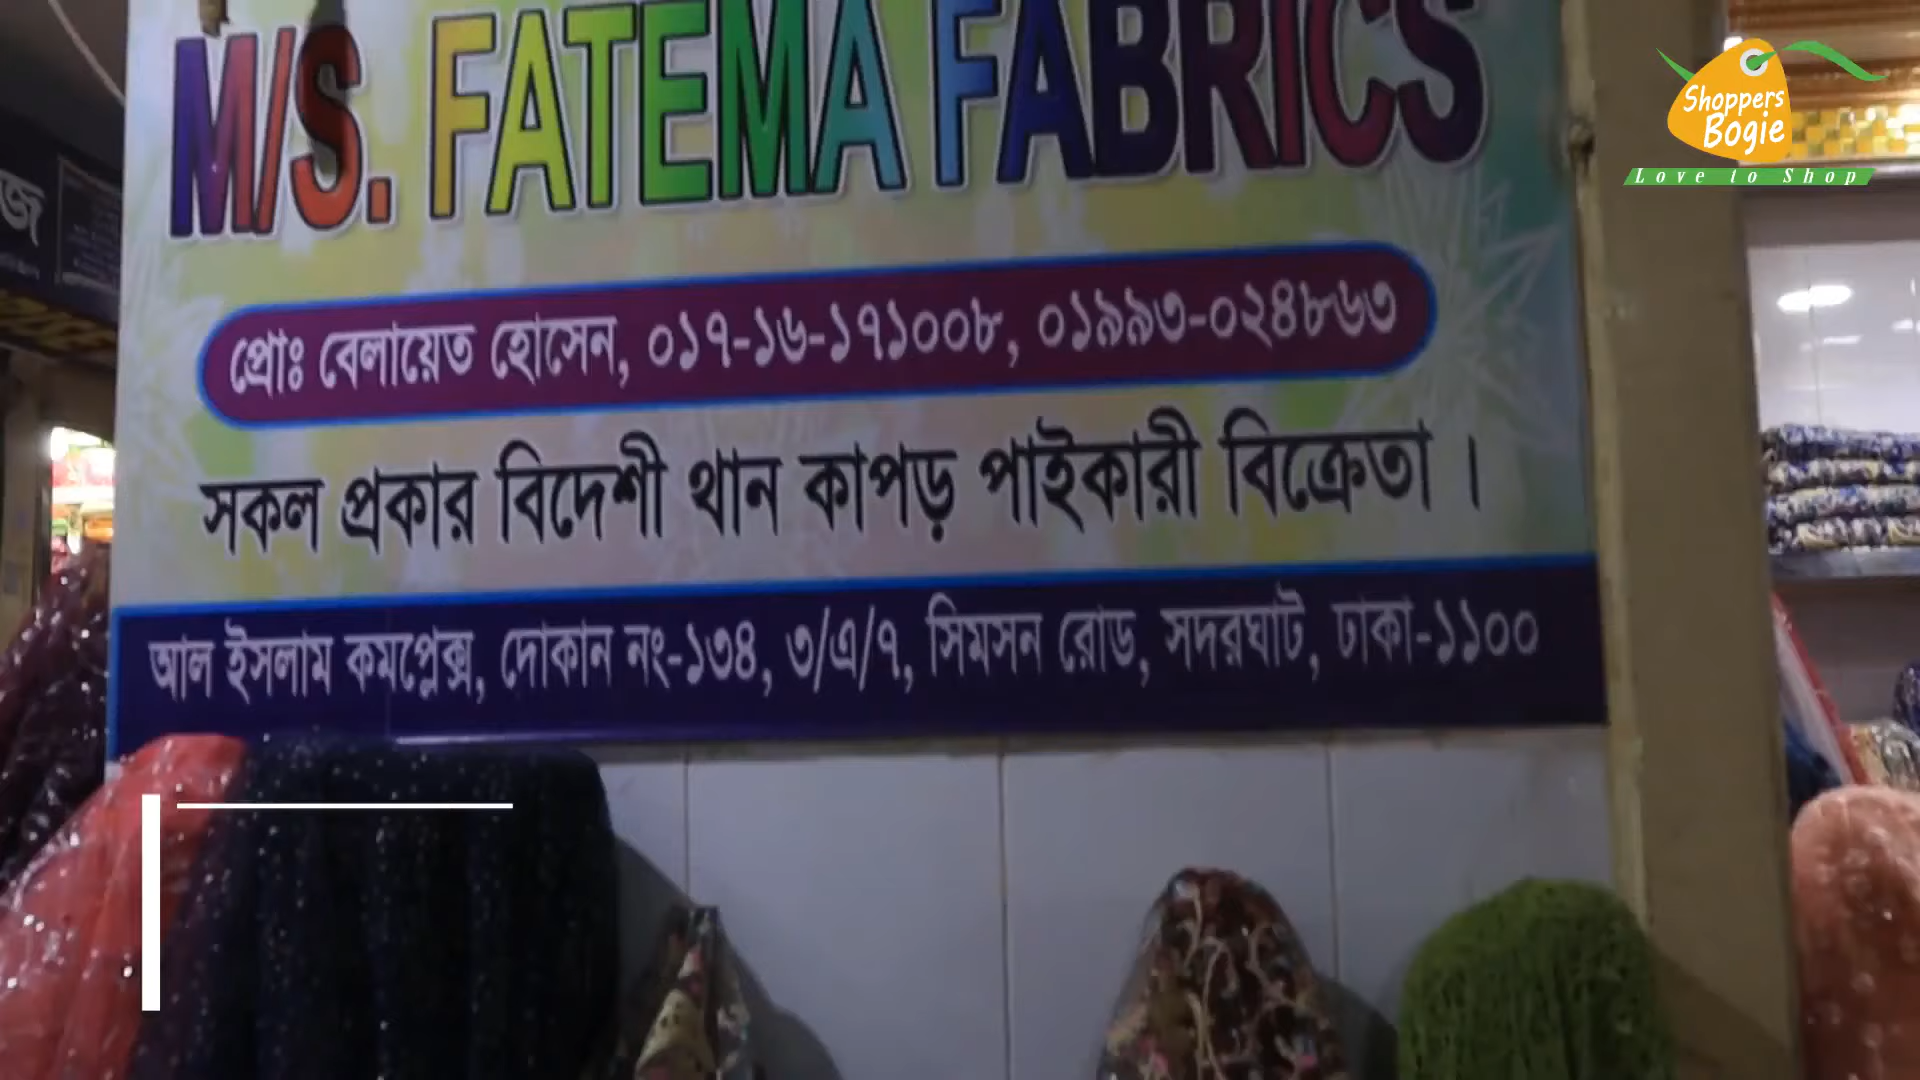 M/S. FATEMA FABRICS
প্রোঃ বেলায়েত হোসেন, ০১৭-১৬-১৭১০০৮, ০১৯৯৩-০২৪৮৬৩
সকল প্রকার বিদেশী থান কাপড় পাইকারী বিক্রেতা ।
আল ইসলাম কমপ্লেক্স, দোকান নং-১৩৪, ৩/এ/৭, সিমসন রোড, সদরঘাট, ঢাকা-১১০০
Shoppers
Bogie
Love to Shop